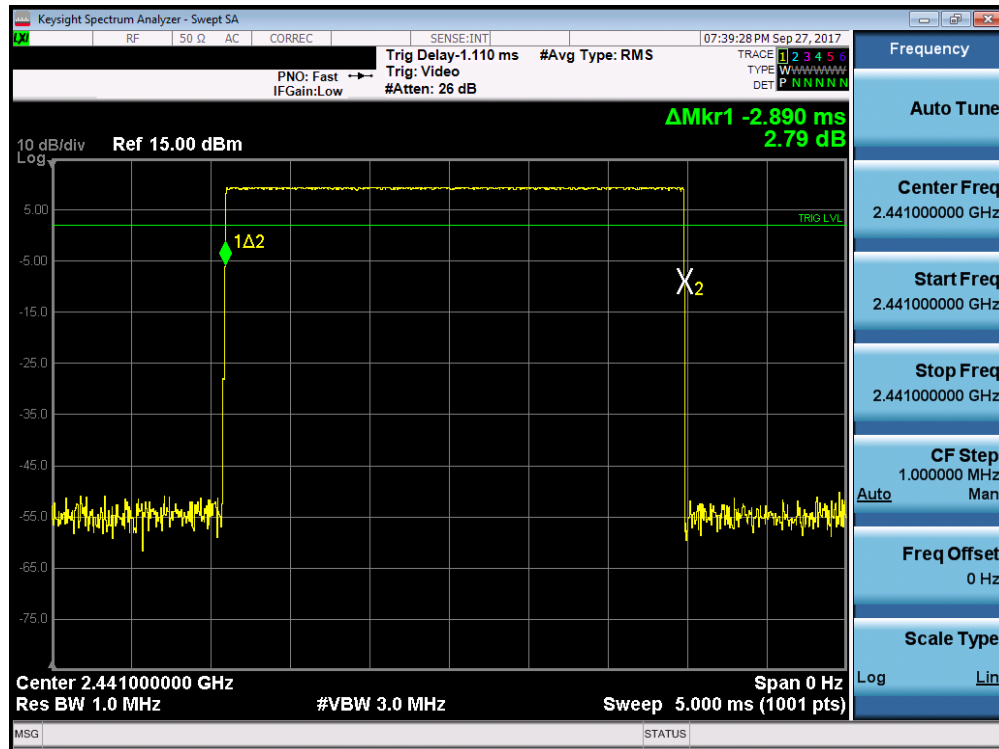 Keysight Spectrum Analyzer - Swept SA
LXI RF 50 Ω AC CORREC SENSE:INT 07:39:28 PM Sep 27, 2017
Trig Delay-1.110 ms #Avg Type: RMS TRACE 1 2 3 4 5 6
PNO: Fast Trig: Video TYPE WWWWWW
IFGain:Low #Atten: 26 dB DET P N N N N N
ΔMkr1 -2.890 ms
2.79 dB
10 dB/div Ref 15.00 dBm
Log
5.00
TRIG LVL
1Δ2
-5.00
X2
-15.0
-25.0
-35.0
-45.0
-55.0
-65.0
-75.0
Center 2.441000000 GHz Span 0 Hz
Res BW 1.0 MHz #VBW 3.0 MHz Sweep 5.000 ms (1001 pts)
MSG STATUS
Frequency
Auto Tune
Center Freq
2.441000000 GHz
Start Freq
2.441000000 GHz
Stop Freq
2.441000000 GHz
CF Step
1.000000 MHz
Auto Man
Freq Offset
0 Hz
Scale Type
Log Lin